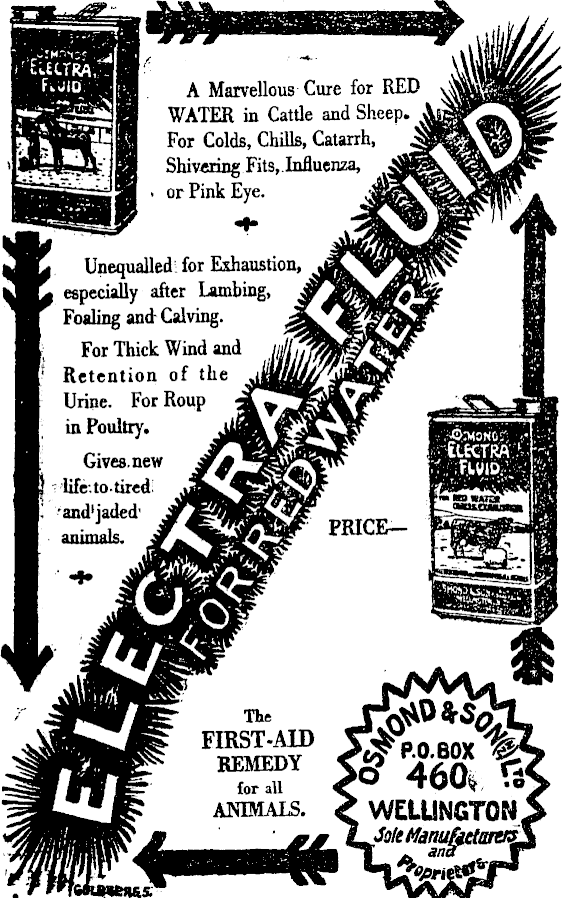 OSMONDS
ELECTRA
FLUID
A Marvellous Cure for RED
WATER in Cattle and Sheep.
For Colds, Chills, Catarrh,
Shivering Fits, Influenza,
or Pink Eye.
Unequalled for Exhaustion,
especially after Lambing,
Foaling and Calving.
For Thick Wind and
Retention of the
Urine. For Roup
in Poultry.
Gives new
life to tired
and jaded
animals.
ELECTRA FLUID
FOR RED WATER
PRICE—
OSMONDS
ELECTRA
FLUID
FOR RED WATER
The
FIRST-AID
REMEDY
for all
ANIMALS.
OSMOND & SON (NZ) LTD.
P.O. BOX
460
WELLINGTON
Sole Manufacturers
and
Proprietors
GOLDBERGS.